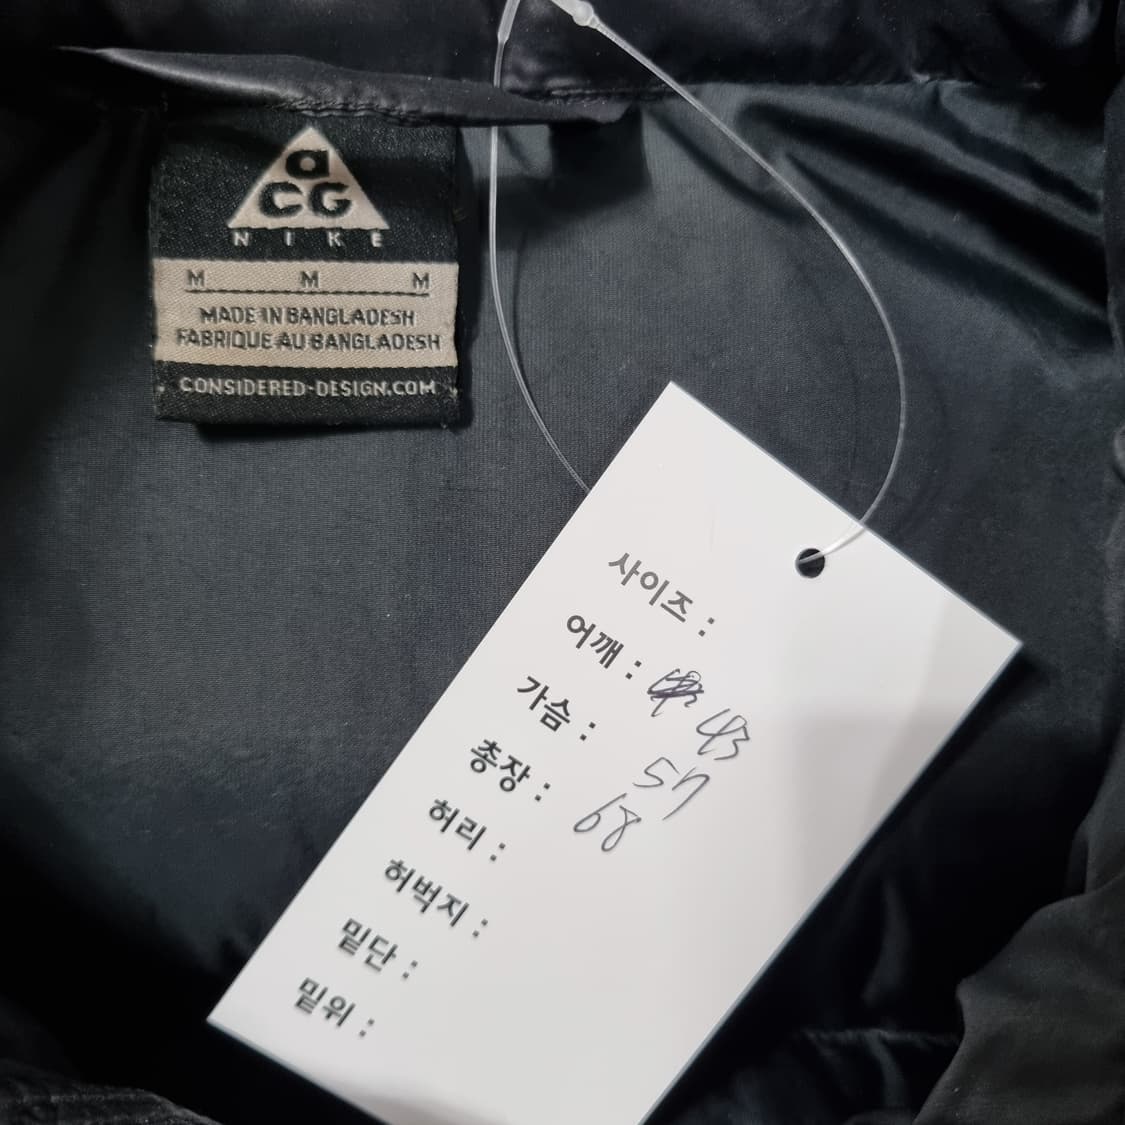 a
CG
NIKE
M M M
MADE IN BANGLADESH
FABRIQUE AU BANGLADESH
CONSIDERED-DESIGN.COM
사이즈 :
어깨 : 43
가슴 : 57
총장 : 68
허리 :
허벅지 :
밑단 :
밑위 :